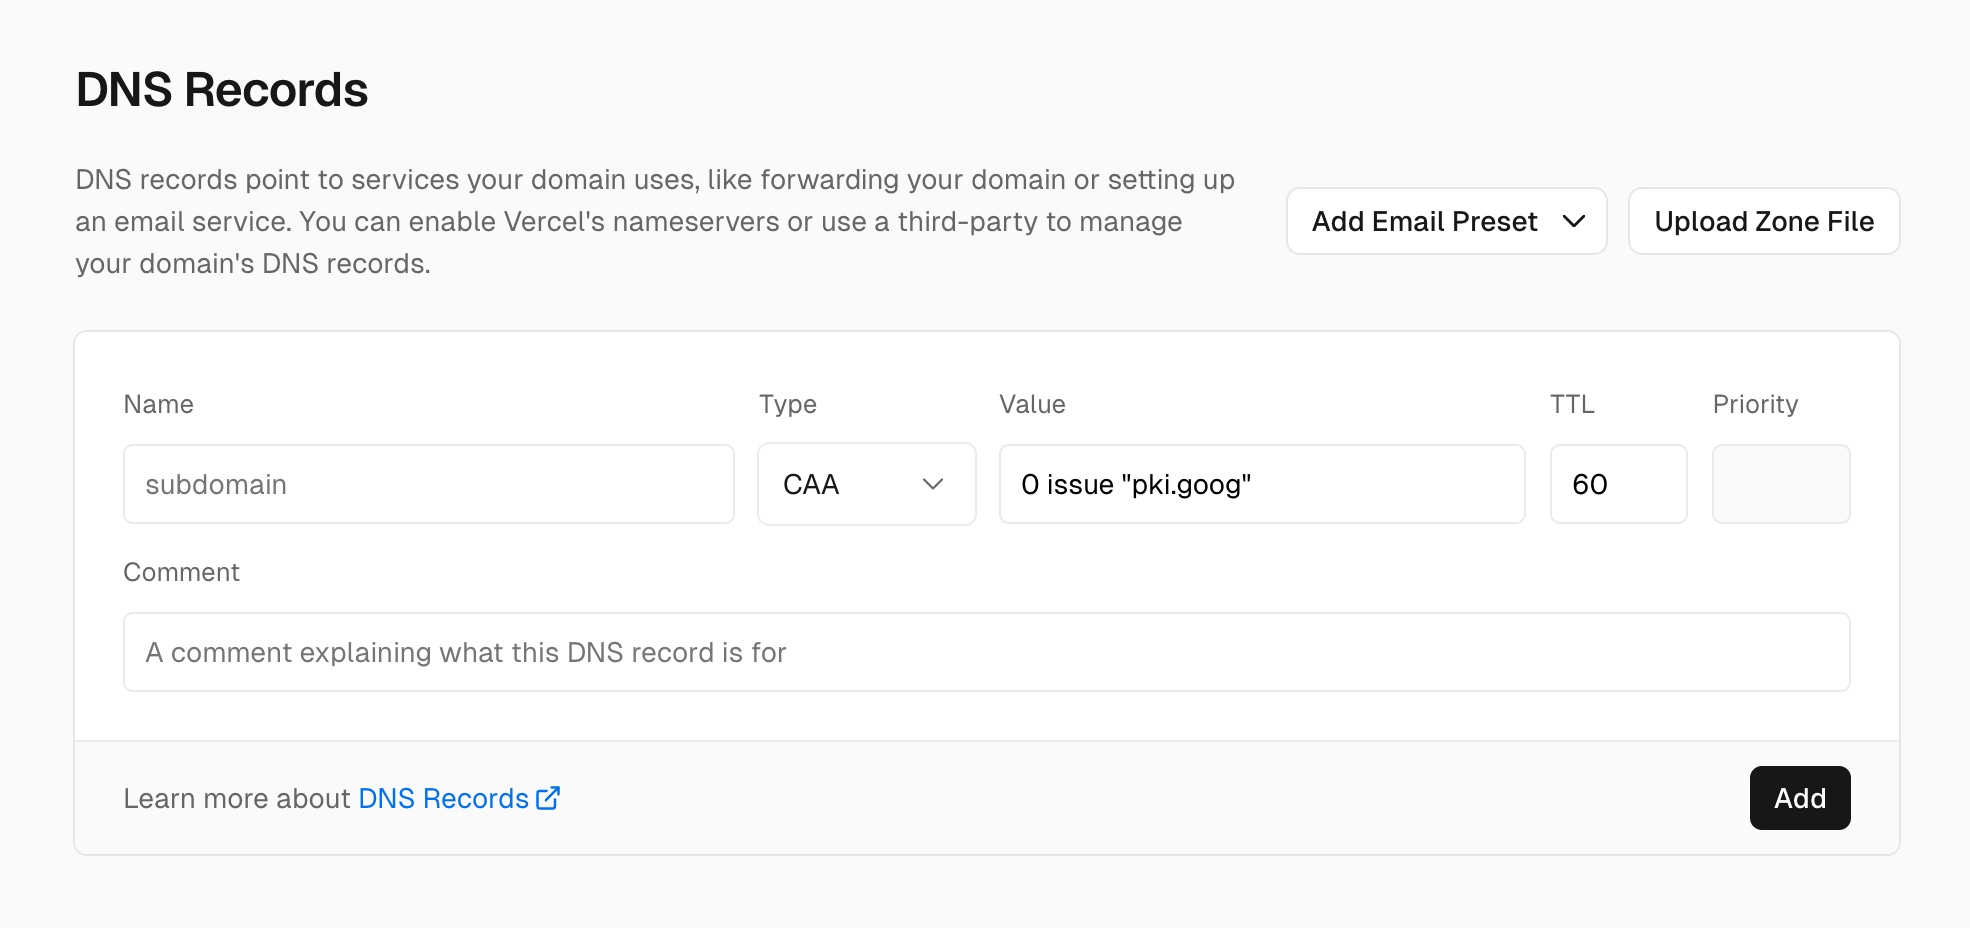 DNS Records
DNS records point to services your domain uses, like forwarding your domain or setting up
an email service. You can enable Vercel's nameservers or use a third-party to manage
your domain's DNS records.
Add Email Preset
Upload Zone File
Name
Type
Value
TTL
Priority
subdomain
CAA
0 issue "pki.goog"
60
Comment
A comment explaining what this DNS record is for
Learn more about DNS Records
Add